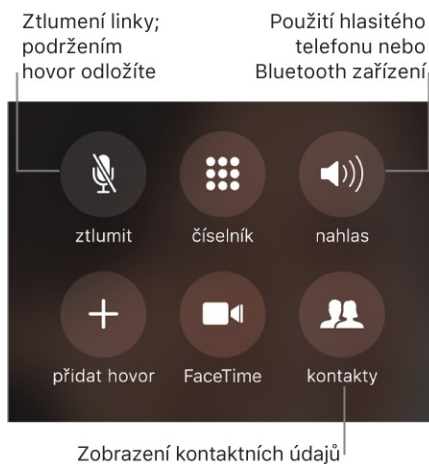 Ztlumení linky;
podržením
hovor odložíte
Použití hlasitého
telefonu nebo
Bluetooth zařízení
ztlumit
číselník
nahlas
přidat hovor
FaceTime
kontakty
Zobrazení kontaktních údajů